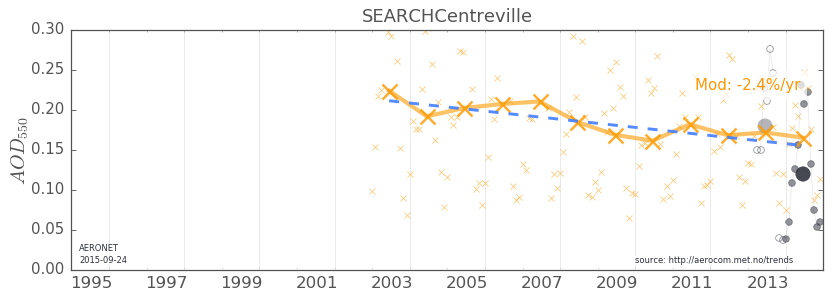 SEARCHCentreville
0.30
0.25
0.20
0.15
0.10
0.05
0.00
AOD550
Mod: -2.4%/yr
AERONET
2015-09-24
source: http://aerocom.met.no/trends
1995 1997 1999 2001 2003 2005 2007 2009 2011 2013